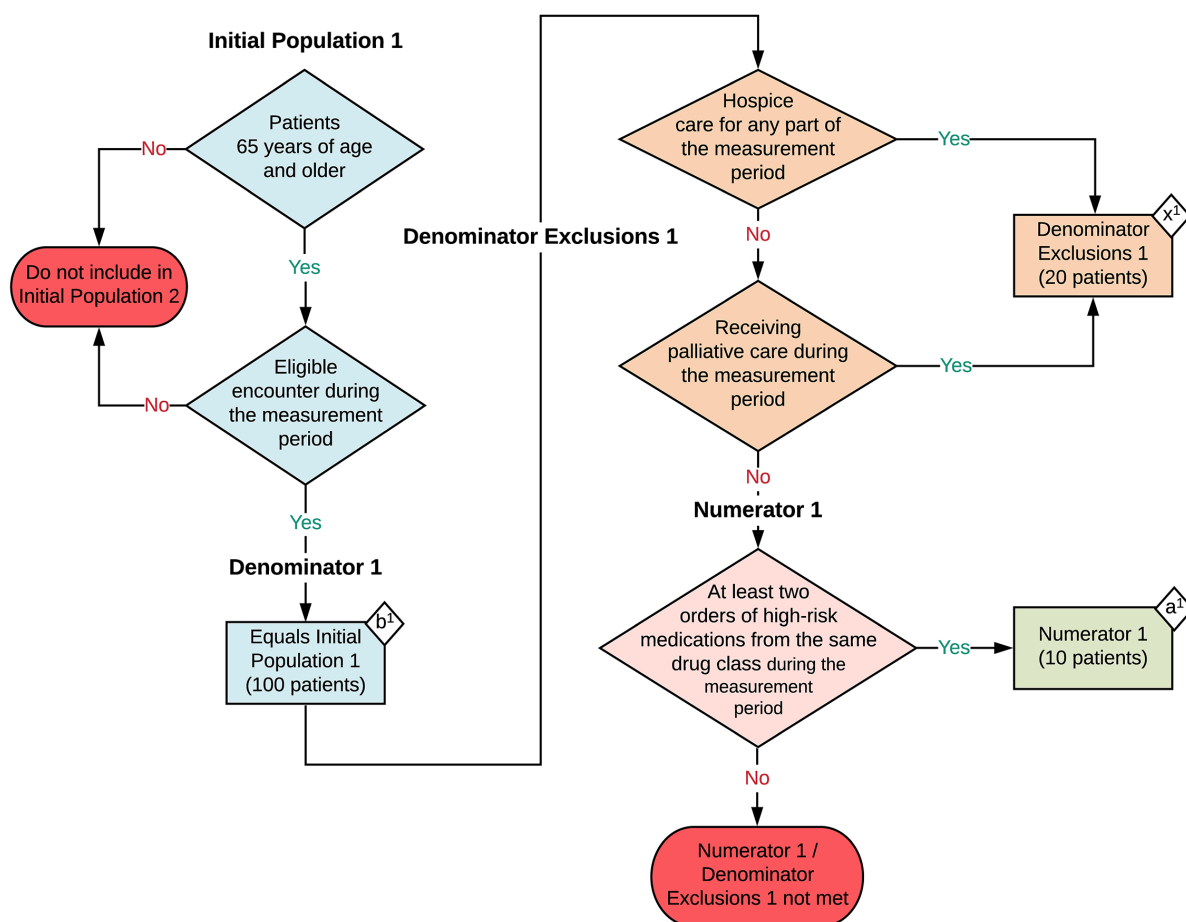 Initial Population 1
Patients
65 years of age
and older
No
Yes
Do not include in
Initial Population 2
Eligible
encounter during
the measurement
period
No
Yes
Denominator 1
b¹
Equals Initial
Population 1
(100 patients)
Denominator Exclusions 1
Hospice
care for any part of
the measurement
period
Yes
No
x¹
Denominator
Exclusions 1
(20 patients)
Receiving
palliative care during
the measurement
period
Yes
No
Numerator 1
At least two
orders of high-risk
medications from the same
drug class during the
measurement
period
Yes
a¹
Numerator 1
(10 patients)
No
Numerator 1 /
Denominator
Exclusions 1 not met